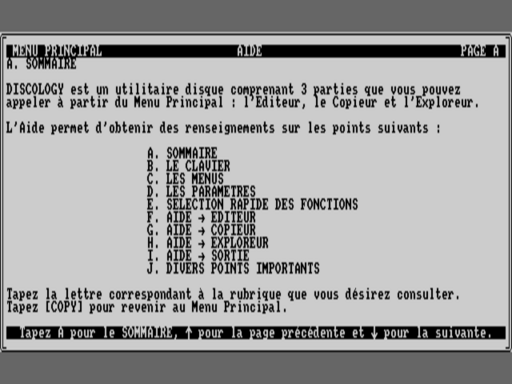 MENU PRINCIPAL AIDE PAGE A
A. SOMMAIRE
DISCOLOGY est un utilitaire disque comprenant 3 parties que vous pouvez
appeler à partir du Menu Principal : l'Editeur, le Copieur et l'Exploreur.
L'Aide permet d'obtenir des renseignements sur les points suivants :
A. SOMMAIRE
B. LE CLAVIER
C. LES MENUS
D. LES PARAMETRES
E. SELECTION RAPIDE DES FONCTIONS
F. AIDE → EDITEUR
G. AIDE → COPIEUR
H. AIDE → EXPLOREUR
I. AIDE → SORTIE
J. DIVERS POINTS IMPORTANTS
Tapez la lettre correspondant à la rubrique que vous désirez consulter.
Tapez [COPY] pour revenir au Menu Principal.
Tapez A pour le SOMMAIRE, ↑ pour la page précédente et ↓ pour la suivante.